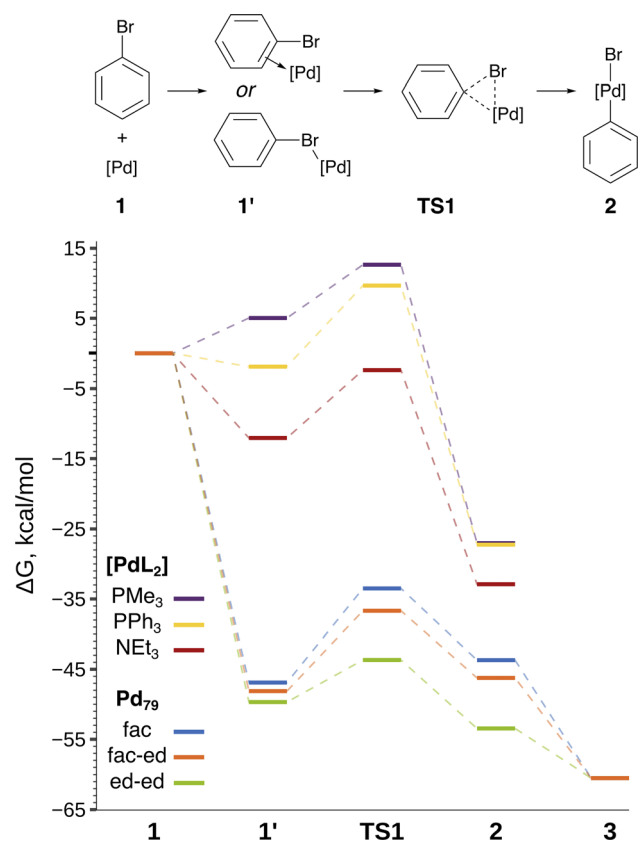 Br
Br
[Pd]
or
Br
[Pd]
+
[Pd]
Br
[Pd]
Br
[Pd]
1
1'
TS1
2
15
5
−5
−15
−25
−35
−45
−55
−65
ΔG, kcal/mol
[PdL₂]
PMe₃
PPh₃
NEt₃
Pd₇₉
fac
fac-ed
ed-ed
1
1'
TS1
2
3